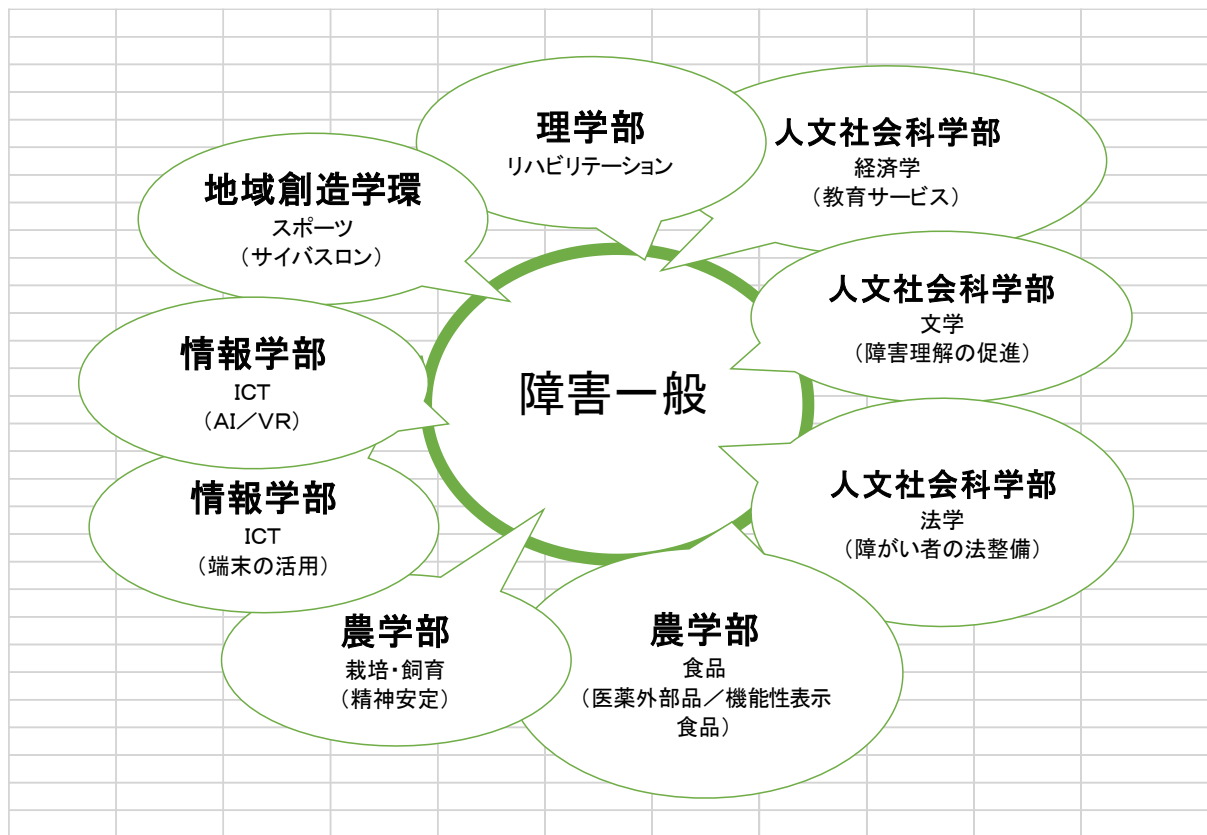 理学部
リハビリテーション
人文社会科学部
経済学
（教育サービス）
地域創造学環
スポーツ
（サイバスロン）
人文社会科学部
文学
（障害理解の促進）
情報学部
ICT
（AI／VR）
障害一般
情報学部
ICT
（端末の活用）
人文社会科学部
法学
（障がい者の法整備）
農学部
栽培・飼育
（精神安定）
農学部
食品
（医薬外部品／機能性表示
食品）